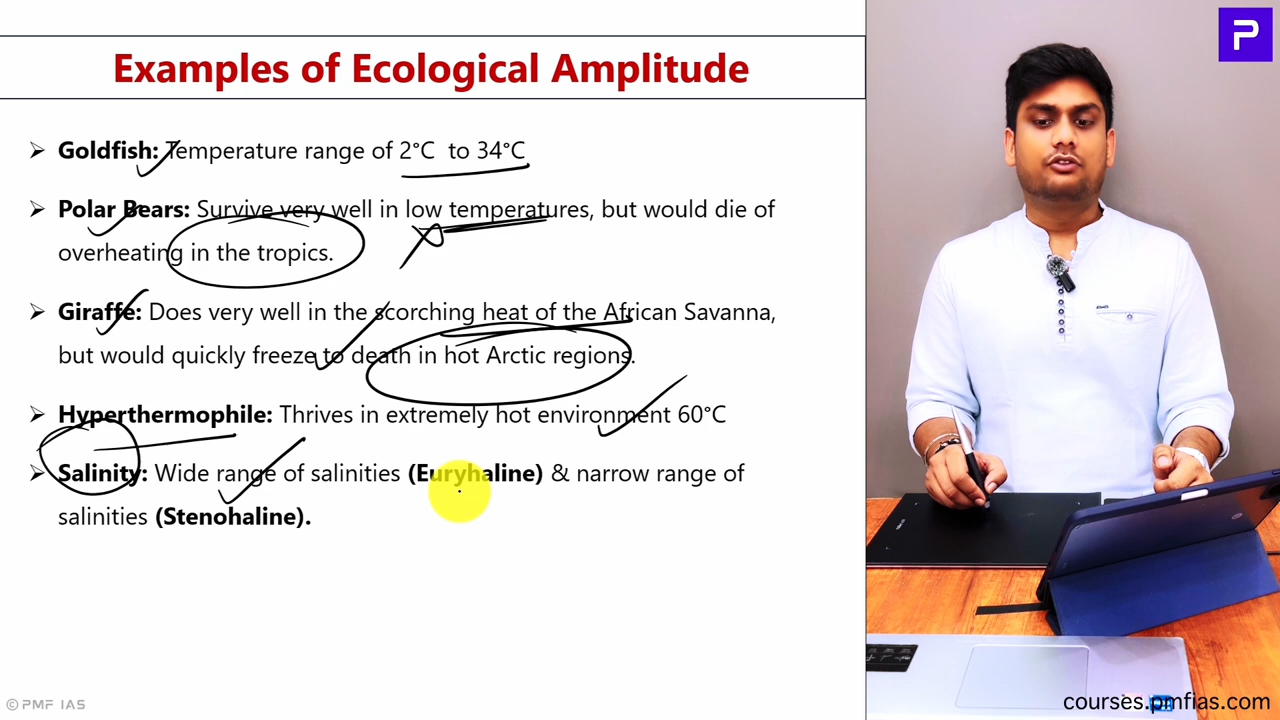 Examples of Ecological Amplitude
➢ Goldfish: Temperature range of 2°C to 34°C
➢ Polar Bears: Survive very well in low temperatures, but would die of
overheating in the tropics.
➢ Giraffe: Does very well in the scorching heat of the African Savanna,
but would quickly freeze to death in hot Arctic regions.
➢ Hyperthermophile: Thrives in extremely hot environment 60°C
➢ Salinity: Wide range of salinities (Euryhaline) & narrow range of
salinities (Stenohaline).
© PMF IAS
P
courses.pmfias.com